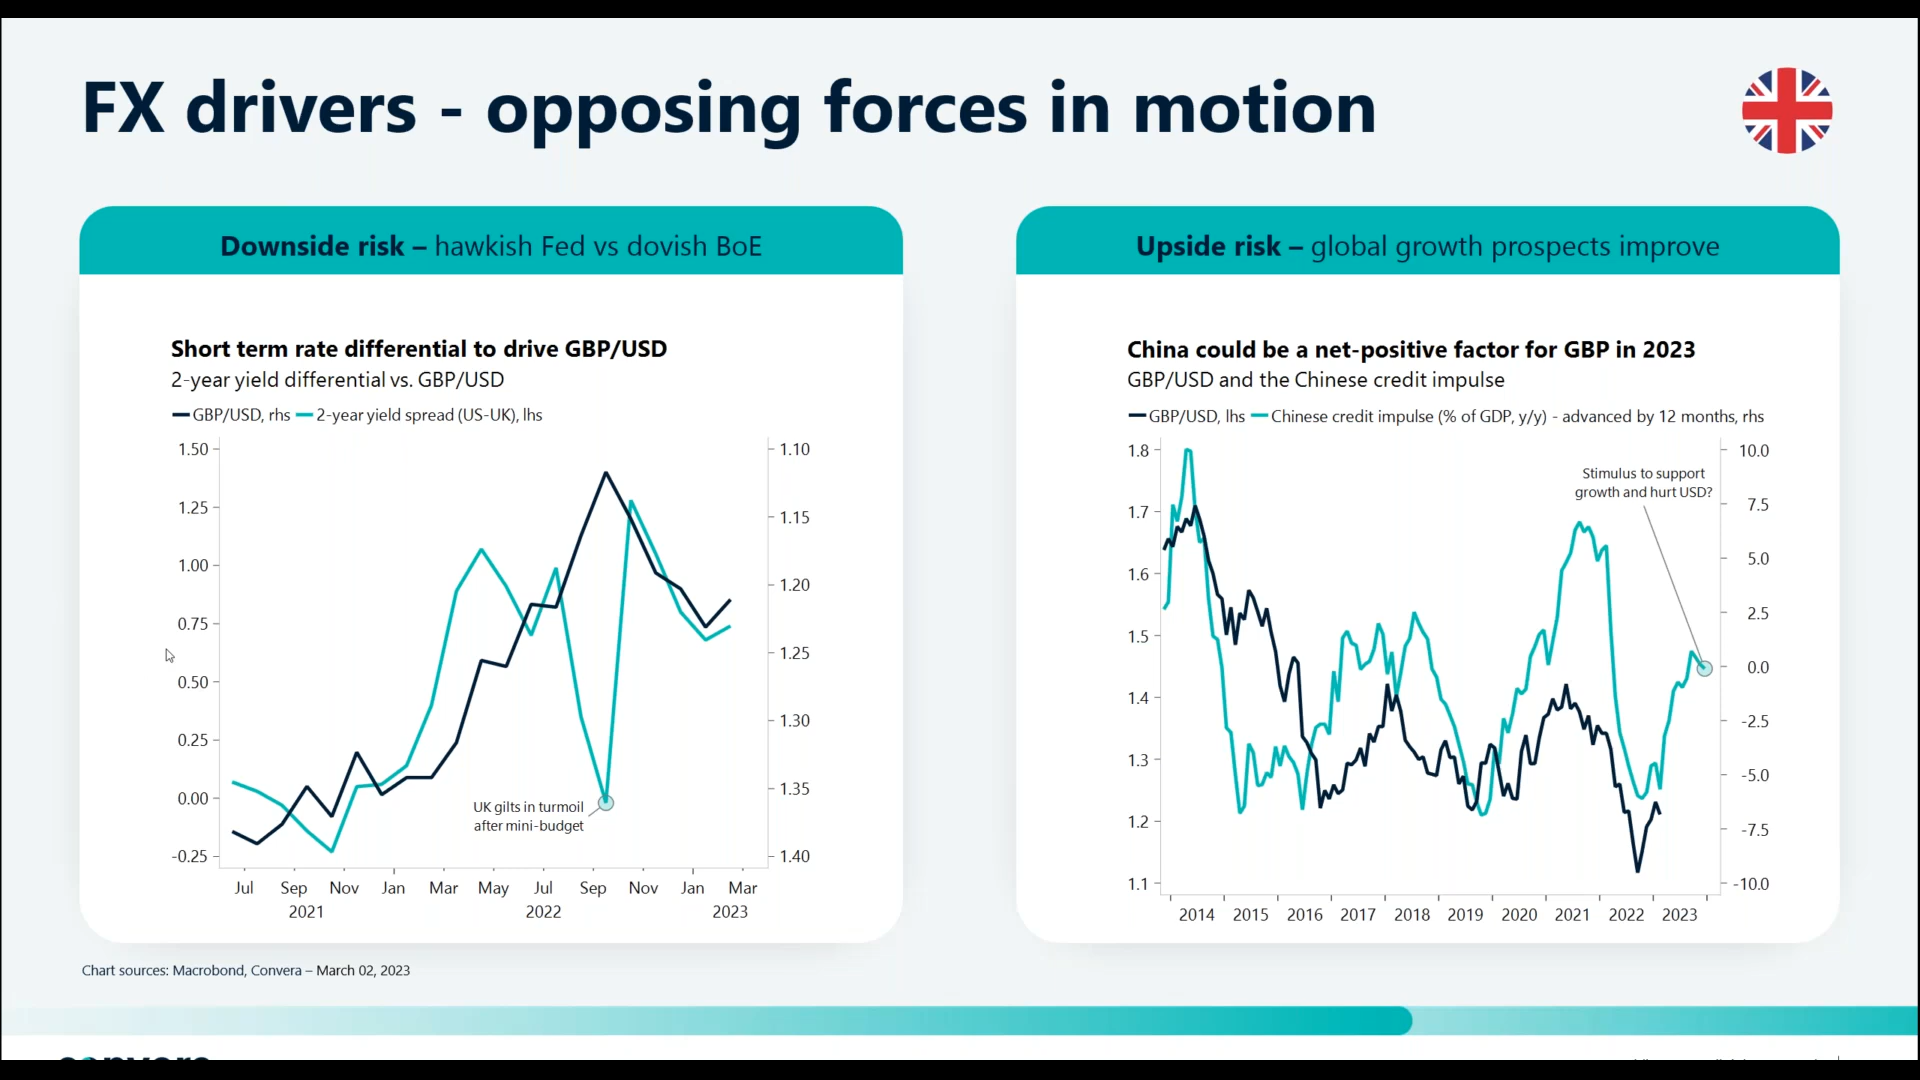 FX drivers - opposing forces in motion
Downside risk – hawkish Fed vs dovish BoE
Short term rate differential to drive GBP/USD
2-year yield differential vs. GBP/USD
GBP/USD, rhs 2-year yield spread (US-UK), lhs
1.50
1.25
1.00
0.75
0.50
0.25
0.00
-0.25
1.10
1.15
1.20
1.25
1.30
1.35
1.40
UK gilts in turmoil
after mini-budget
Jul Sep Nov Jan Mar May Jul Sep Nov Jan Mar
2021 2022 2023
Upside risk – global growth prospects improve
China could be a net-positive factor for GBP in 2023
GBP/USD and the Chinese credit impulse
GBP/USD, lhs Chinese credit impulse (% of GDP, y/y) - advanced by 12 months, rhs
1.8
1.7
1.6
1.5
1.4
1.3
1.2
1.1
10.0
7.5
5.0
2.5
0.0
-2.5
-5.0
-7.5
-10.0
Stimulus to support
growth and hurt USD?
2014 2015 2016 2017 2018 2019 2020 2021 2022 2023
Chart sources: Macrobond, Convera – March 02, 2023
convera